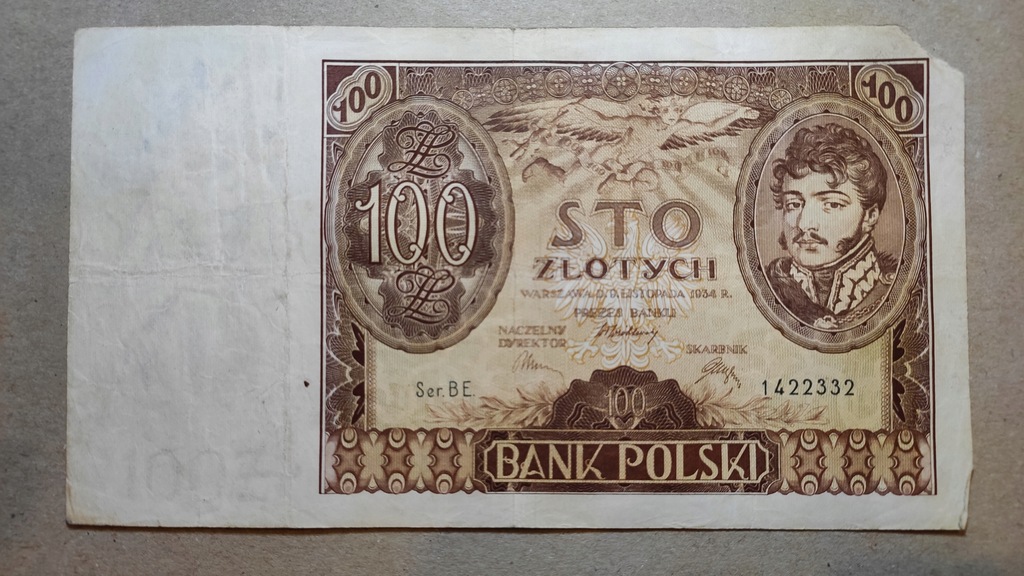 100
100
100
STO
ZŁOTYCH
WARSZAWA D. 9 LISTOPADA 1934 R.
PREZES BANKU
NACZELNY
DYREKTOR
SKARBNIK
Ser. BE.
1422332
100
BANK POLSKI